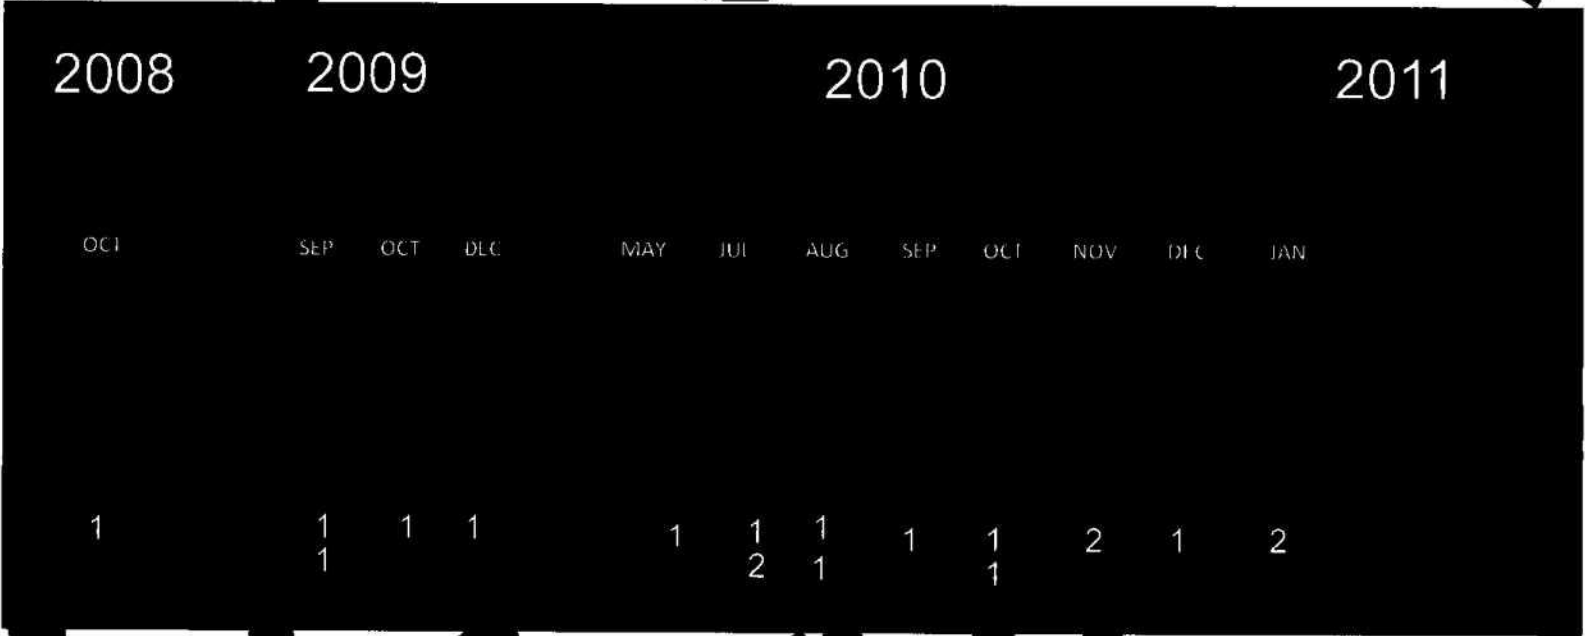 2008 2009 2010 2011
OCT SEP OCT DEC MAY JUL AUG SEP OCT NOV DEC JAN
1 1 1 1 1 1 1 1 1 2 1 2
1 2 1 1